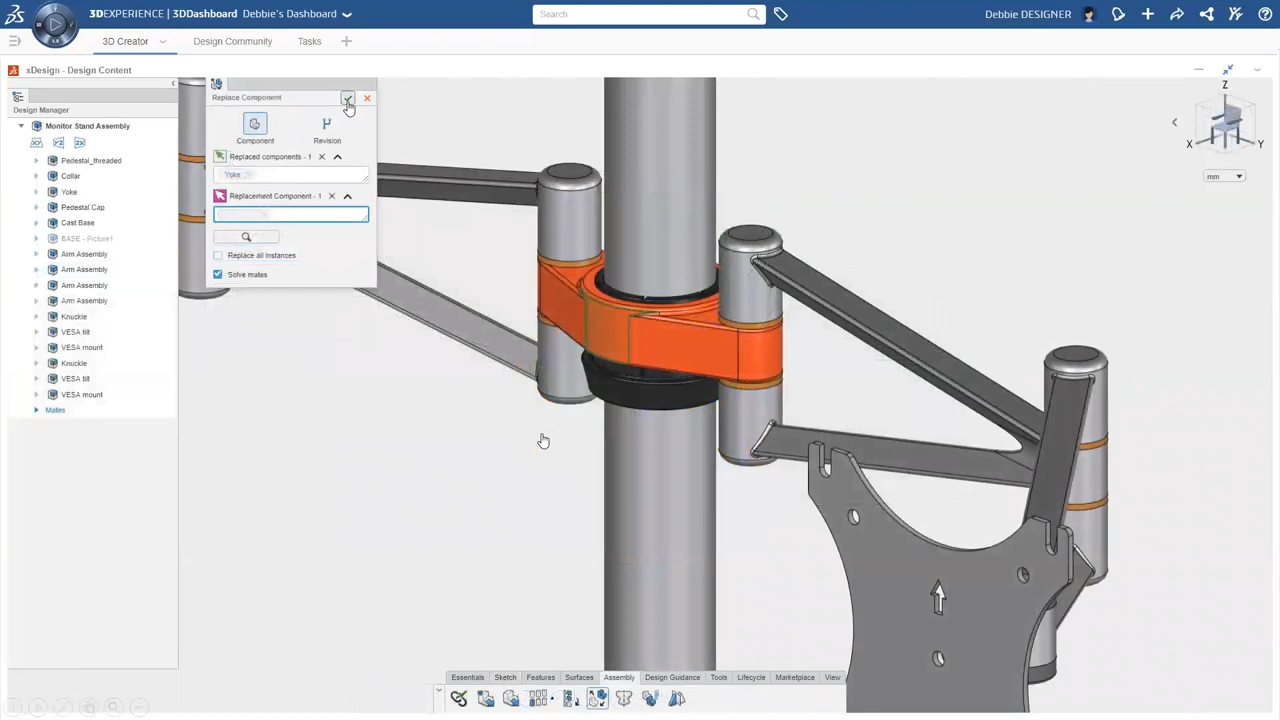 3DEXPERIENCE | 3DDashboard Debbie's Dashboard
Search
Debbie DESIGNER
3D Creator
Design Community
Tasks
xDesign - Design Content
Design Manager
Monitor Stand Assembly
Pedestal_threaded
Collar
Yoke
Pedestal Cap
Cast Base
BASE - Picture1
Arm Assembly
Arm Assembly
Arm Assembly
Arm Assembly
Knuckle
VESA tilt
VESA mount
Knuckle
VESA tilt
VESA mount
Mates
Replace Component
Component
Revision
Replaced components - 1
Yoke
Replacement Component - 1
Replace all instances
Solve mates
Z
X
Y
mm
Essentials
Sketch
Features
Surfaces
Assembly
Design Guidance
Tools
Lifecycle
Marketplace
View